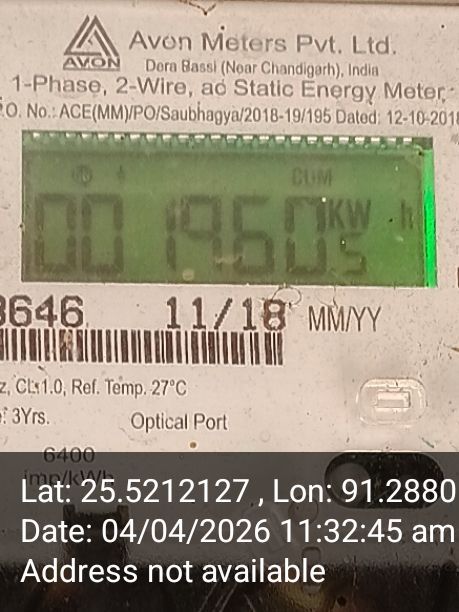 AVON
Avon Meters Pvt. Ltd.
Dera Bassi (Near Chandigarh), India
1-Phase, 2-Wire, ac Static Energy Meter
O. No.: ACE(MM)/PO/Saubhagya/2018-19/195 Dated: 12-10-201
CUM
001960 KW h
3646 11/18 MM/YY
z, CL:1.0, Ref. Temp. 27°C
: 3Yrs.
Optical Port
6400
imp/kWh
Lat: 25.5212127 , Lon: 91.2880
Date: 04/04/2026 11:32:45 am
Address not available